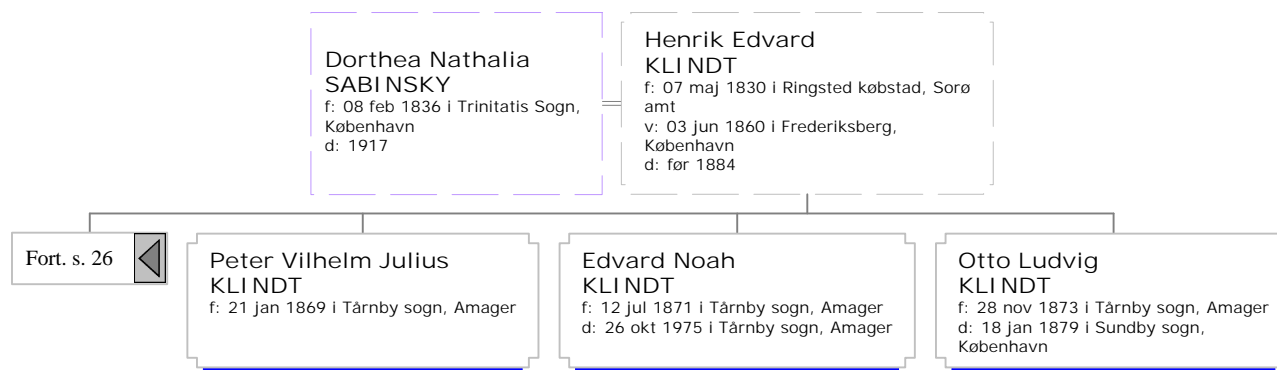 Dorthea Nathalia
SABINSKY
f: 08 feb 1836 i Trinitatis Sogn,
København
d: 1917
Henrik Edvard
KLINDT
f: 07 maj 1830 i Ringsted købstad, Sorø
amt
v: 03 jun 1860 i Frederiksberg,
København
d: før 1884
Fort. s. 26
Peter Vilhelm Julius
KLINDT
f: 21 jan 1869 i Tårnby sogn, Amager
Edvard Noah
KLINDT
f: 12 jul 1871 i Tårnby sogn, Amager
d: 26 okt 1975 i Tårnby sogn, Amager
Otto Ludvig
KLINDT
f: 28 nov 1873 i Tårnby sogn, Amager
d: 18 jan 1879 i Sundby sogn,
København